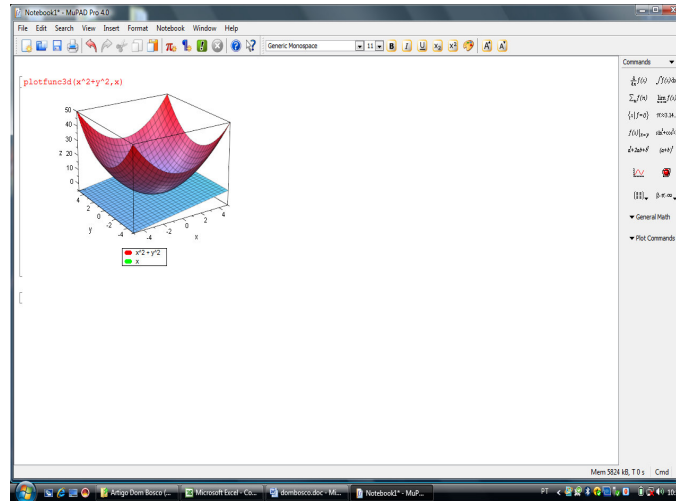 Notebook1* - MuPAD Pro 4.0
File Edit Search View Insert Format Notebook Window Help
Generic Monospace 11 B I U x₂ x² A A
Commands
plotfunc3d(x^2+y^2,x)
50
40
30
z 20
10
0
4
2
0
y -2
-4
-4 -2 0 2 4
x
x^2 + y^2
x
General Math
Plot Commands
Mem 5824 kB, T 0 s Cmd
Artigo Dom Bosco (... Microsoft Excel - Co... dombosco.doc - Mi... Notebook1* - MuP... PT 10: